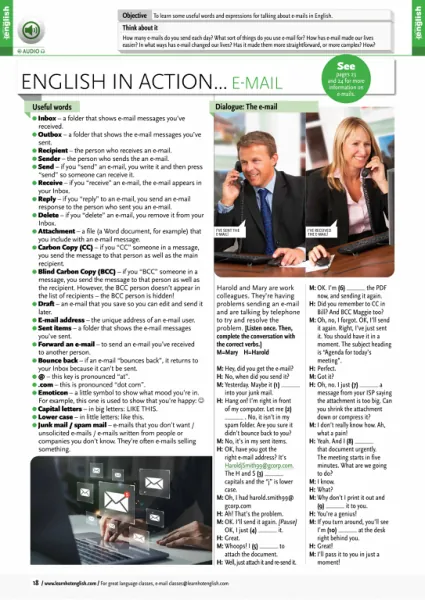 english
english
AUDIO
Objective To learn some useful words and expressions for talking about e-mails in English.
Think about it
How many e-mails do you send each day? What sort of things do you use e-mail for? How has e-mail made our lives
easier? In what ways has e-mail changed our lives? Has it made them more straightforward, or more complex? How?
See
pages 23
and 24 for more
information on
e-mails.
ENGLISH IN ACTION... E-MAIL
Useful words
Inbox – a folder that shows e-mail messages you've
received.
Outbox – a folder that shows the e-mail messages you've
sent.
Recipient – the person who receives an e-mail.
Sender – the person who sends the an e-mail.
Send – if you "send" an e-mail, you write it and then press
"send" so someone can receive it.
Receive – if you "receive" an e-mail, the e-mail appears in
your Inbox.
Reply – if you "reply" to an e-mail, you send an e-mail
response to the person who sent you an e-mail.
Delete – if you "delete" an e-mail, you remove it from your
Inbox.
Attachment – a file (a Word document, for example) that
you include with an e-mail message.
Carbon Copy (CC) – if you "CC" someone in a message,
you send the message to that person as well as the main
recipient.
Blind Carbon Copy (BCC) – if you "BCC" someone in a
message, you send the message to that person as well as
the recipient. However, the BCC person doesn't appear in
the list of recipients – the BCC person is hidden!
Draft – an e-mail that you save so you can edit and send it
later.
E-mail address – the unique address of an e-mail user.
Sent items – a folder that shows the e-mail messages
you've sent.
Forward an e-mail – to send an e-mail you've received
to another person.
Bounce back – if an e-mail "bounces back", it returns to
your Inbox because it can't be sent.
@ – this key is pronounced "at".
.com – this is pronounced "dot com".
Emoticon – a little symbol to show what mood you're in.
For example, this one is used to show that you're happy: ☺
Capital letters – in big letters: LIKE THIS.
Lower case – in little letters; like this.
Junk mail / spam mail – e-mails that you don't want /
unsolicited e-mails / e-mails written from people or
companies you don't know. They're often e-mails selling
something.
Dialogue: The e-mail
I'VE SENT THE
E-MAIL!
I'VE RECEIVED
THE E-MAIL!
Harold and Mary are work
colleagues. They're having
problems sending an e-mail
and are talking by telephone
to try and resolve the
problem. [Listen once. Then,
complete the conversation with
the correct verbs.]
M=Mary H=Harold
M: Hey, did you get the e-mail?
H: No, when did you send it?
M: Yesterday. Maybe it (1) ________
into your junk mail.
H: Hang on! I'm right in front
of my computer. Let me (2)
________. No, it isn't in my
spam folder. Are you sure it
didn't bounce back to you?
M: No, it's in my sent items.
H: OK, have you got the
right e-mail address? It's
HaroldJSmith99@gcorp.com.
The H and S (3) ________
capitals and the "j" is lower
case.
M: Oh, I had harold.smith99@
gcorp.com
H: Ah! That's the problem.
M: OK. I'll send it again. [Pause]
OK, I just (4) ________ it.
H: Great.
M: Whoops! I (5) ________ to
attach the document.
H: Well, just attach it and re-send it.
M: OK. I'm (6) ________ the PDF
now, and sending it again.
H: Did you remember to CC in
Bill? And BCC Maggie too?
M: Oh, no, I forgot. OK, I'll send
it again. Right, I've just sent
it. You should have it in a
moment. The subject heading
is "Agenda for today's
meeting".
H: Perfect.
M: Got it?
H: Oh, no. I just (7) ________ a
message from your ISP saying
the attachment is too big. Can
you shrink the attachment
down or compress it?
M: I don't really know how. Ah,
what a pain!
H: Yeah. And I (8) ________
that document urgently.
The meeting starts in five
minutes. What are we going
to do?
M: I know.
H: What?
M: Why don't I print it out and
(9) ________ it to you.
H: You're a genius!
M: If you turn around, you'll see
I'm (10) ________ at the desk
right behind you.
H: Great!
M: I'll pass it to you in just a
moment!
18 / www.learnhotenglish.com / For great language classes, e-mail classes@learnhotenglish.com